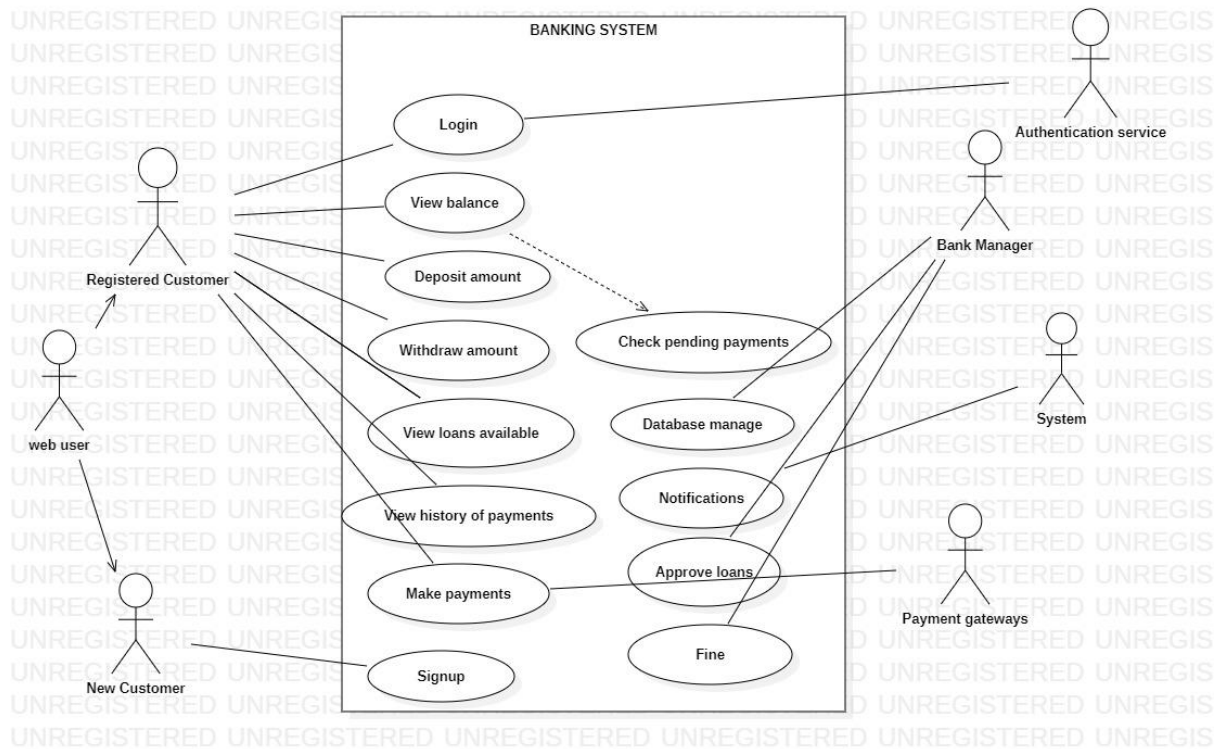 BANKING SYSTEM
Login
Authentication service
View balance
Bank Manager
Registered Customer
Deposit amount
Check pending payments
Withdraw amount
System
Database manage
View loans available
web user
Notifications
View history of payments
Approve loans
Make payments
Payment gateways
Fine
Signup
New Customer
UNREGISTERED